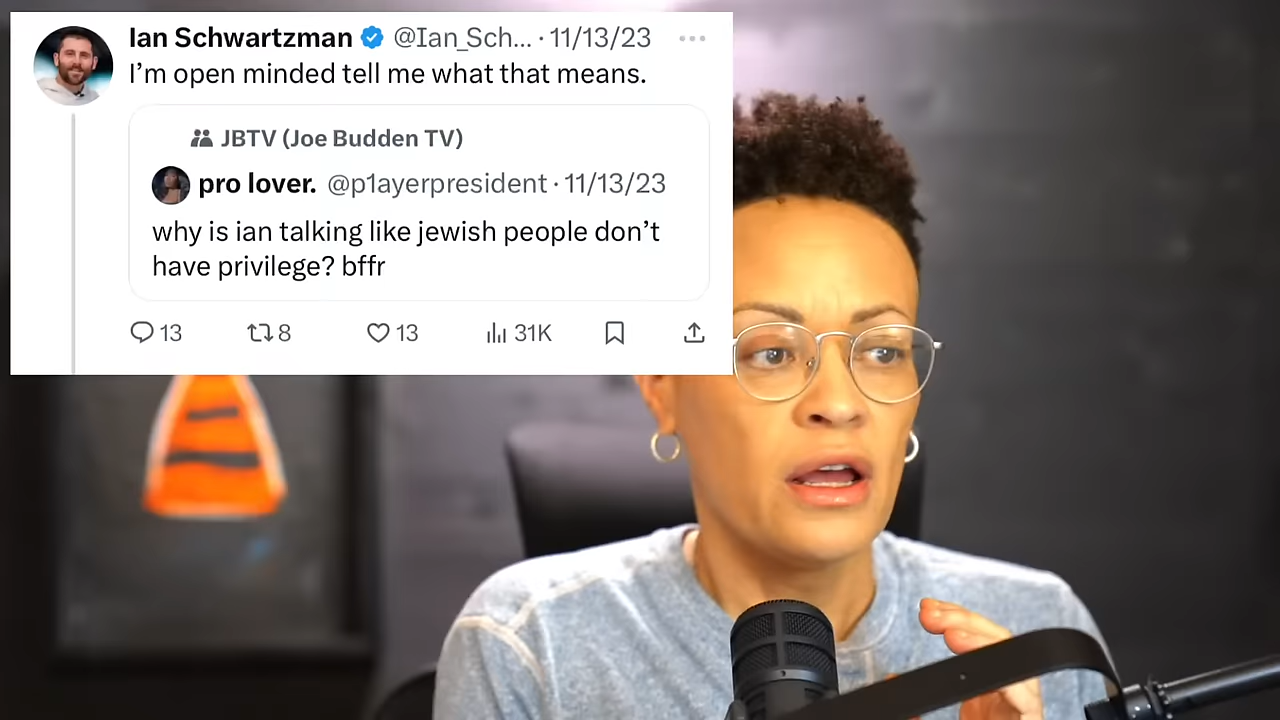 Ian Schwartzman @Ian_Sch... · 11/13/23
I’m open minded tell me what that means.
JBTV (Joe Budden TV)
pro lover. @p1ayerpresident · 11/13/23
why is ian talking like jewish people don’t
have privilege? bffr
13 8 13 31K